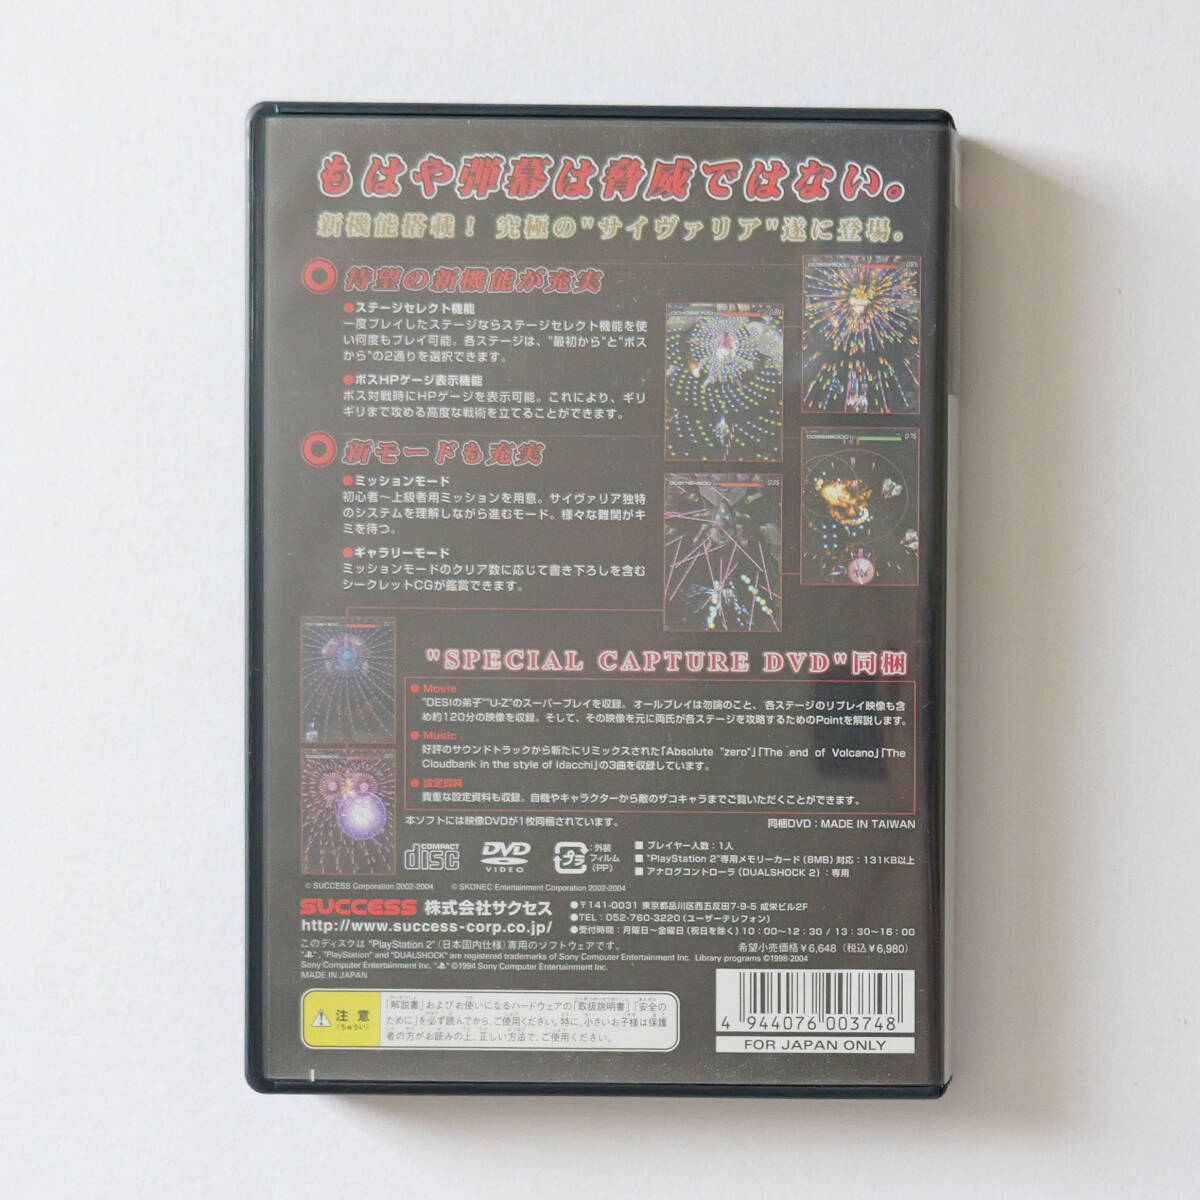 もはや弾幕は脅威ではない。
新機能搭載! 究極の"サイヴァリア"遂に登場。
待望の新機能が充実
●ステージセレクト機能
一度プレイしたステージならステージセレクト機能を使
い何度もプレイ可能。各ステージは、"最初から"と"ボス
から"の2通りを選択できます。
●ボスHPゲージ表示機能
ボス対戦時にHPゲージを表示可能。これにより、ギリ
ギリまで攻める高度な戦術を立てることができます。
新モードも充実
●ミッションモード
初心者〜上級者用ミッションを用意。サイヴァリア独特
のシステムを理解しながら進むモード。様々な難関がキ
ミを待つ。
●ギャラリーモード
ミッションモードのクリア数に応じて書き下ろしを含む
シークレットCGが鑑賞できます。
"SPECIAL CAPTURE DVD"同梱
● Movie
"DESIの弟子""U-Z"のスーパープレイを収録。オールプレイは勿論のこと、各ステージのリプレイ映像も含
め約120分の映像を収録。そして、その映像を元に両氏が各ステージを攻略するためのPointを解説します。
● Music
好評のサウンドトラックから新たにリミックスされた「Absolute "zero"」「The end of Volcano」「The
Cloudbank in the style of Idacchi」の3曲を収録しています。
● 設定資料
貴重な設定資料も収録。自機やキャラクターから敵のザコキャラまでご覧いただくことができます。
本ソフトには映像DVDが1枚同梱されています。
同梱DVD:MADE IN TAIWAN
COMPACT disc
DVD VIDEO
プラ
:外装
フィルム
(PP)
■ プレイヤー人数:1人
■ "PlayStation 2"専用メモリーカード(8MB)対応:131KB以上
■ アナログコントローラ(DUALSHOCK 2):専用
© SUCCESS Corporation 2002-2004 © SKONEC Entertainment Corporation 2002-2004
SUCCESS 株式会社サクセス
http://www.success-corp.co.jp/
●〒141-0031 東京都品川区西五反田7-9-5 成栄ビル2F
●TEL:052-760-3220(ユーザーテレフォン)
●受付時間:月曜日〜金曜日(祝日を除く)10:00〜12:30/13:30〜16:00
このディスクは "PlayStation 2"(日本国内仕様)専用のソフトウェアです。
希望小売価格¥6,648(税込¥6,980)
", "PlayStation" and "DUALSHOCK" are registered trademarks of Sony Computer Entertainment Inc. Library programs ©1998-2004
Sony Computer Entertainment Inc. ©1994 Sony Computer Entertainment Inc.
MADE IN JAPAN
注意
(ちゅうい)
「解説書」およびお使いになるハードウェアの「取扱説明書」「安全の
ために」を必ず読んでから、ご使用ください。特に、小さいお子様は保護
者の方がお読みの上、正しい方法で、ご使用ください。
4 944076 003748
FOR JAPAN ONLY